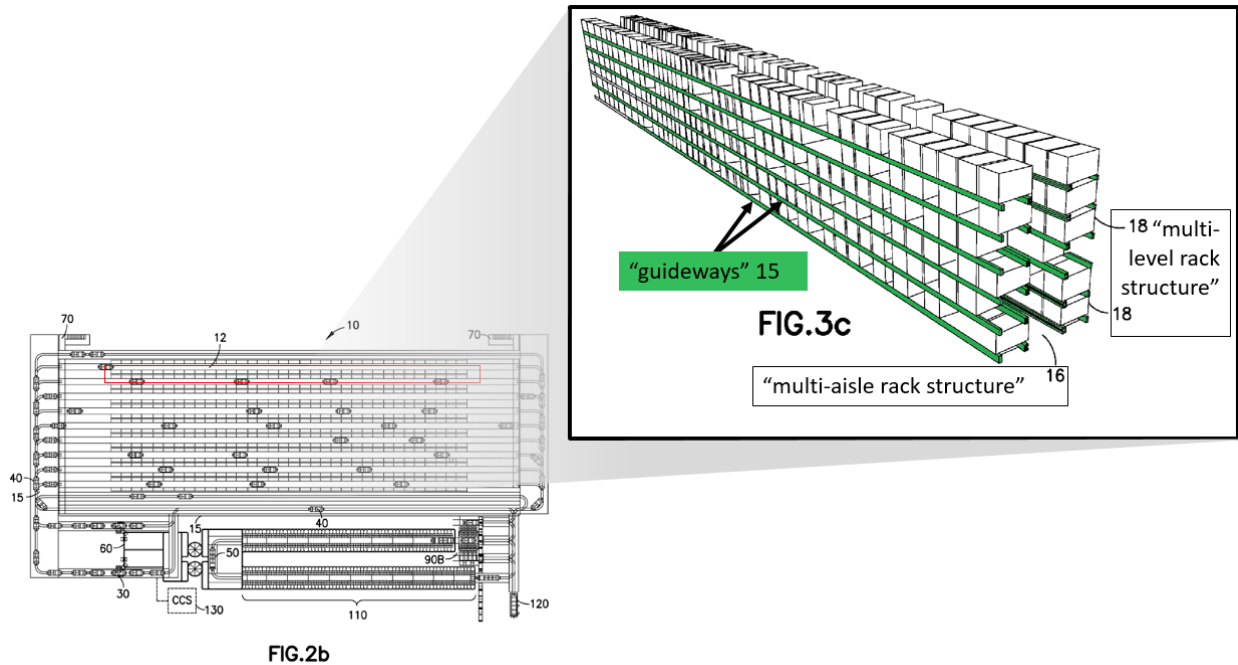 18 “multi-
level rack
structure”
“guideways” 15
18
FIG.3c
16
“multi-aisle rack structure”
70
10
70
12
40
15
15
40
60
50
90B
30
CCS
130
110
120
FIG.2b